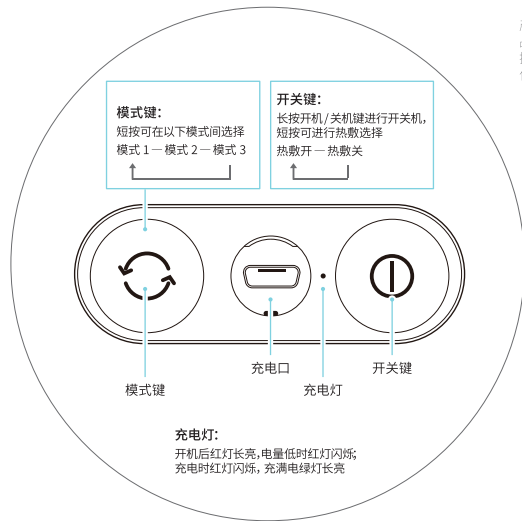 模式键：
短按可在以下模式间选择
模式 1 — 模式 2 — 模式 3
开关键：
长按开机/关机键进行开关机，
短按可进行热敷选择
热敷开 — 热敷关
充电口
模式键
充电灯
开关键
充电灯：
开机后红灯长亮，电量低时红灯闪烁；
充电时红灯闪烁，充满电绿灯长亮